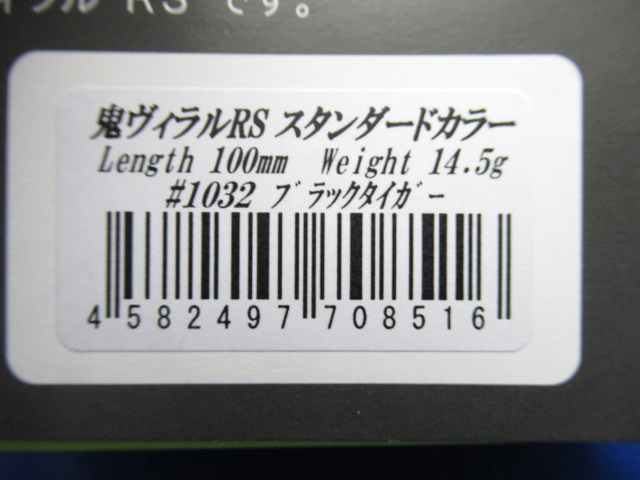 ィラル RS です。
鬼ヴィラルRS スタンダードカラー
Length 100mm Weight 14.5g
#1032 ブラックタイガー
4 582497 708516